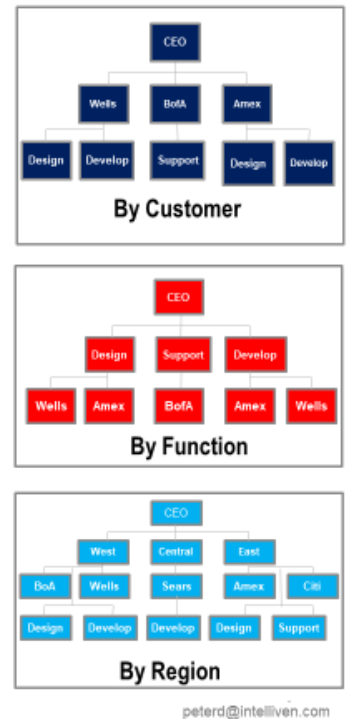 CEO
Wells BofA Amex
Design Develop Support Design Develop
By Customer
CEO
Design Support Develop
Wells Amex BofA Amex Wells
By Function
CEO
West Central East
BoA Wells Sears Amex Citi
Design Develop Develop Design Support
By Region
peterd@intelliven.com